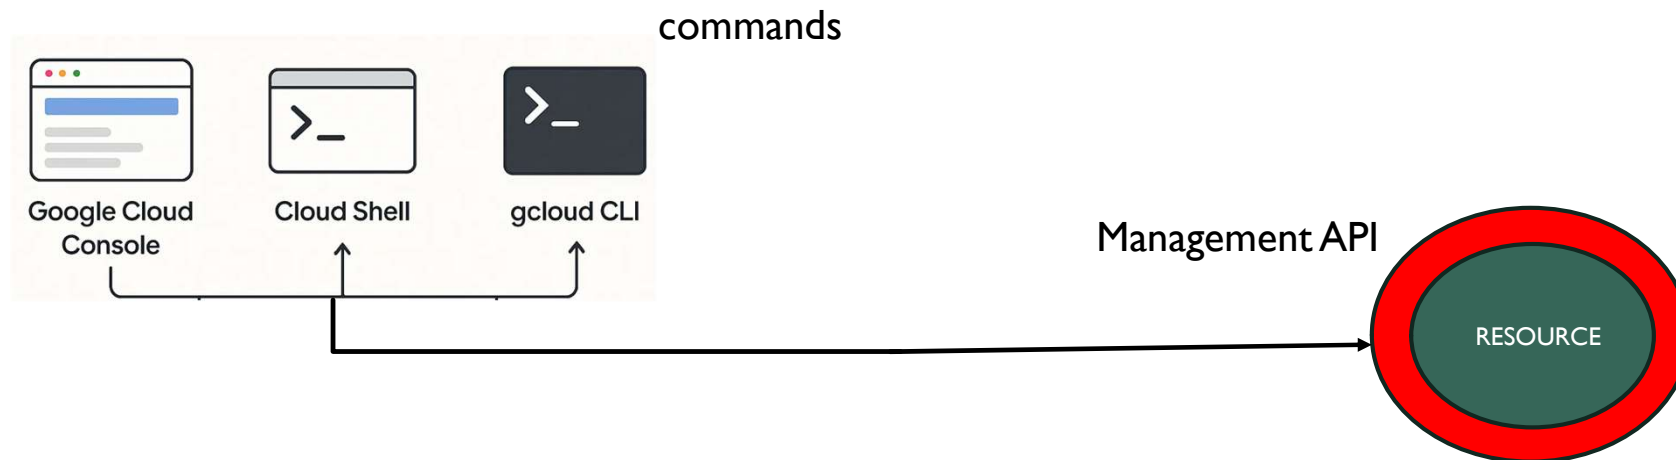 commands
>_
>_
Google Cloud
Console
Cloud Shell
gcloud CLI
Management API
RESOURCE